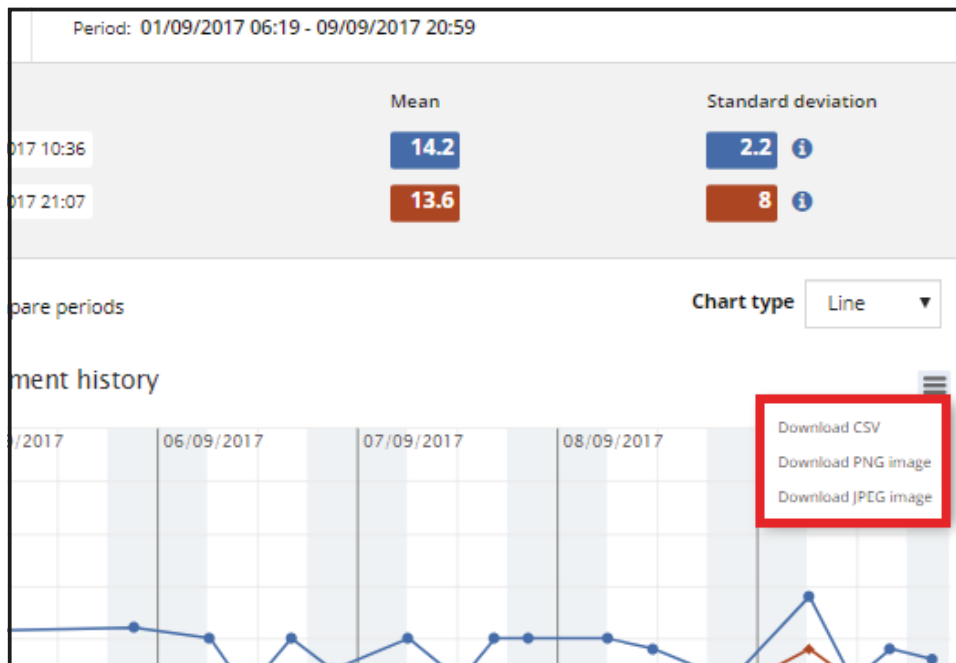 Period: 01/09/2017 06:19 - 09/09/2017 20:59
Mean Standard deviation
017 10:36 14.2 2.2
017 21:07 13.6 8
pare periods
Chart type Line
ment history
Download CSV
Download PNG image
Download JPEG image
/2017 06/09/2017 07/09/2017 08/09/2017